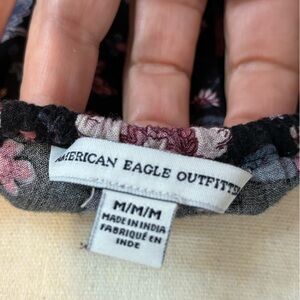 AMERICAN EAGLE OUTFITTERS
M/M/M
MADE IN INDIA
FABRIQUÉ EN
INDE